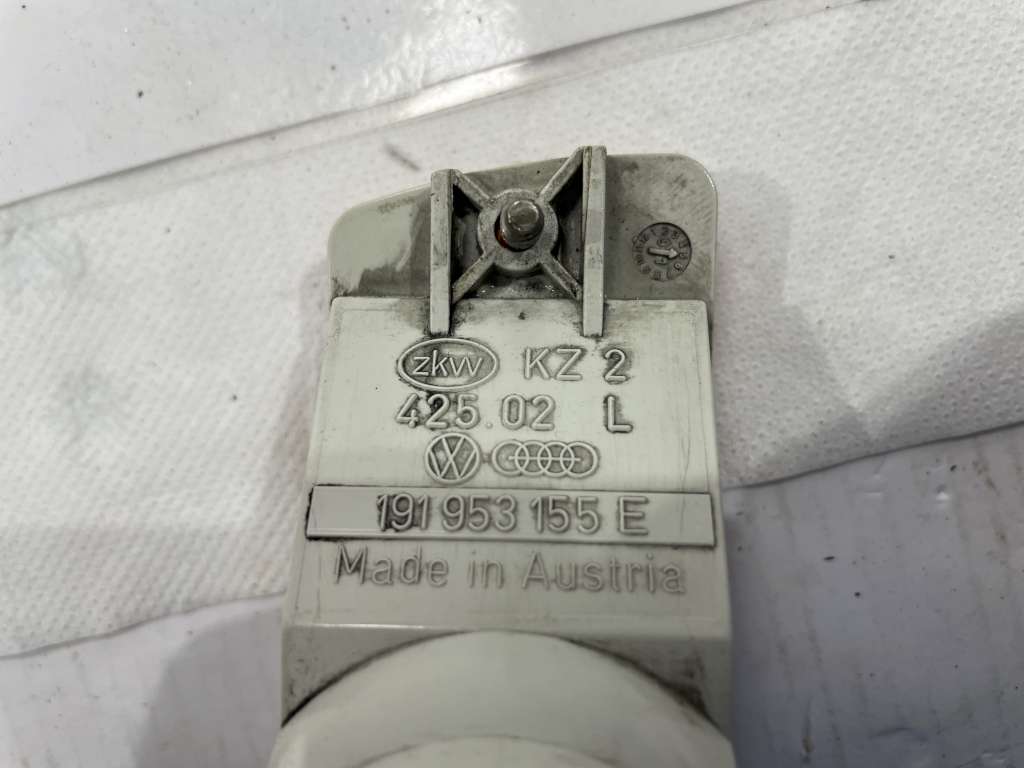 zkw KZ 2
425.02 L
191 953 155 E
Made in Austria